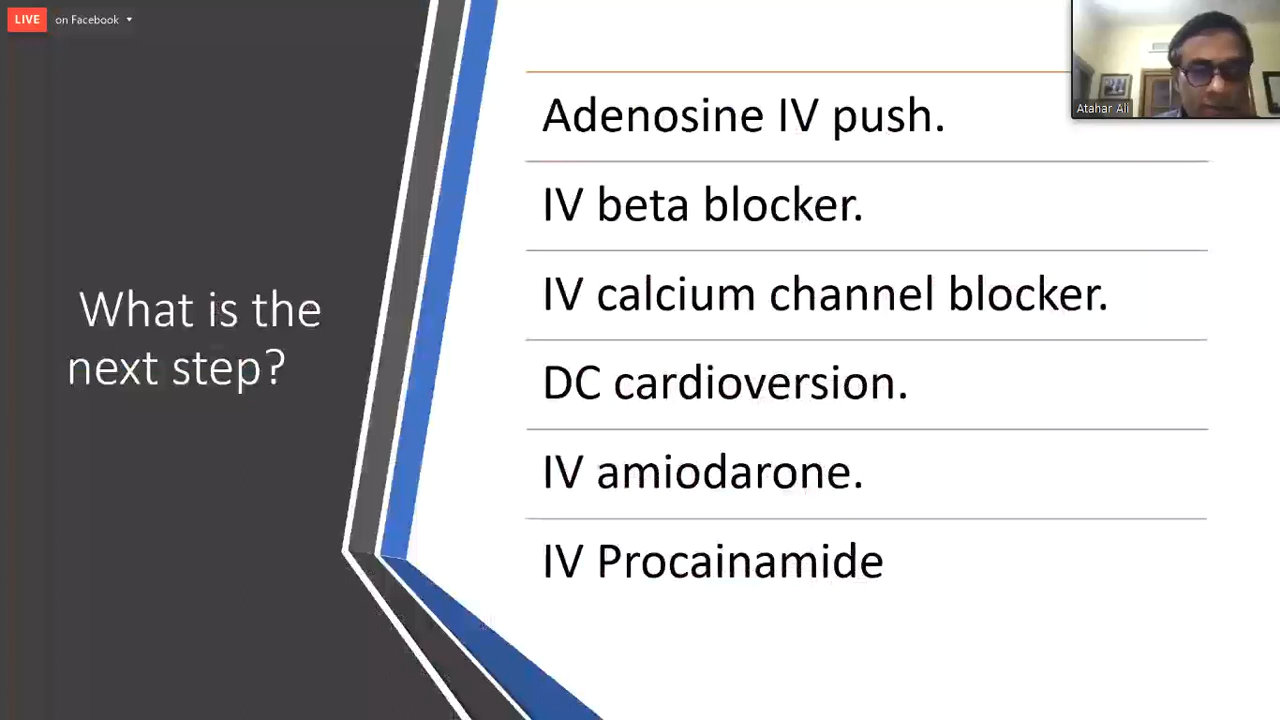 LIVE on Facebook
Atahar Ali
What is the
next step?
Adenosine IV push.
IV beta blocker.
IV calcium channel blocker.
DC cardioversion.
IV amiodarone.
IV Procainamide